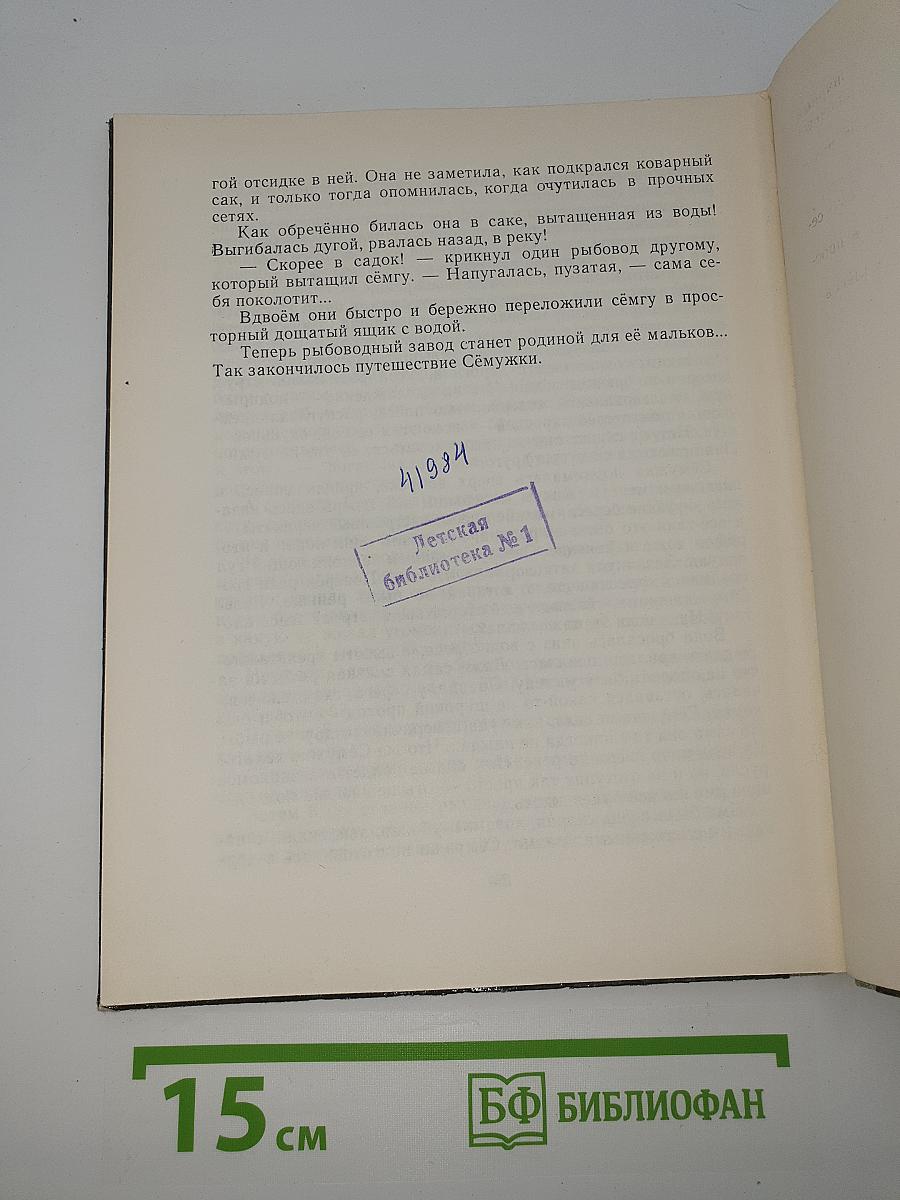 гой отсидке в ней. Она не заметила, как подкрался коварный
сак, и только тогда опомнилась, когда очутилась в прочных
сетях.
Как обречённо билась она в саке, вытащенная из воды!
Выгибалась дугой, рвалась назад, в реку!
— Скорее в садок! — крикнул один рыбовод другому,
который вытащил сёмгу. — Напугалась, пузатая, — сама се-
бя поколотит...
Вдвоём они быстро и бережно переложили сёмгу в прос-
торный дощатый ящик с водой.
Теперь рыбоводный завод станет родиной для её мальков...
Так закончилось путешествие Сёмужки.
41984
Детская
библиотека № 1
15 см
БФ БИБЛИОФАН